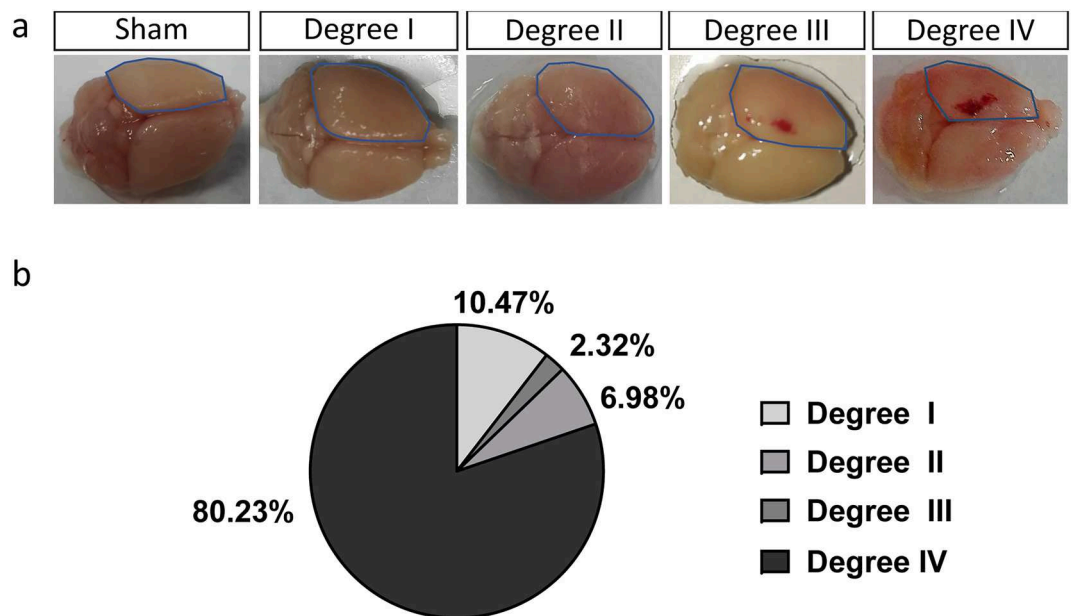 a
Sham
Degree I
Degree II
Degree III
Degree IV
b
10.47%
2.32%
6.98%
80.23%
Degree I
Degree II
Degree III
Degree IV